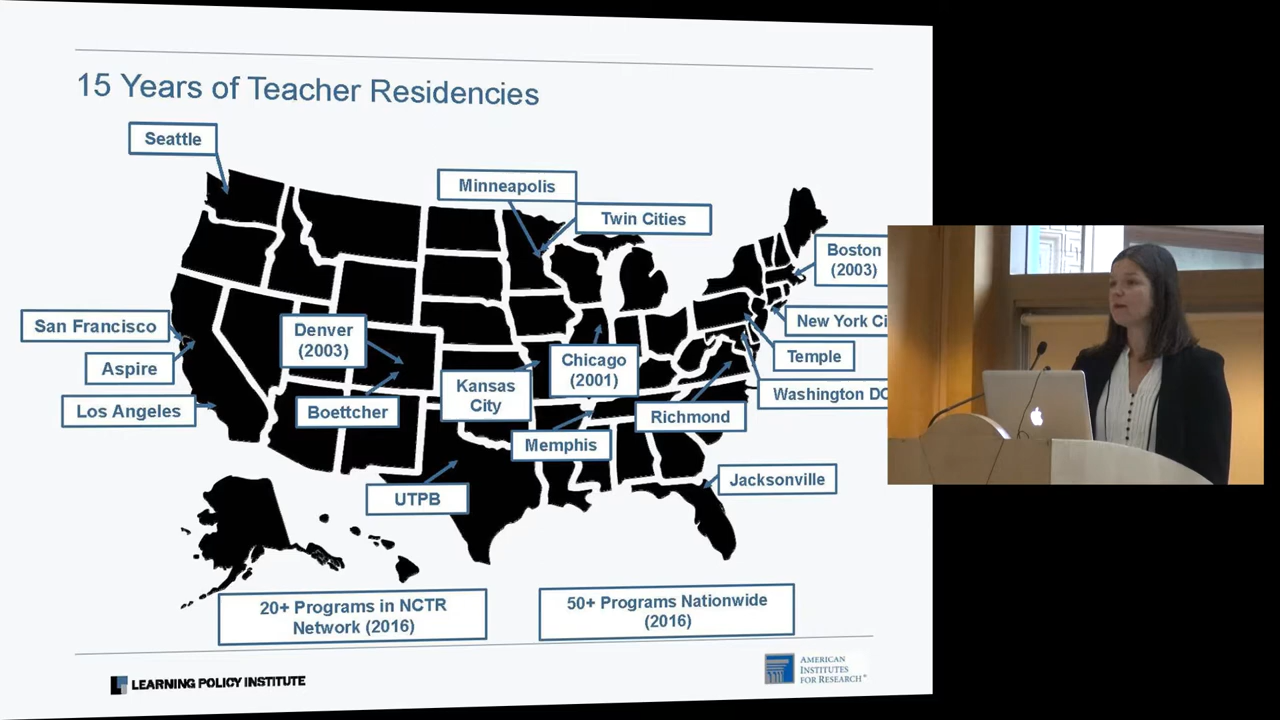 15 Years of Teacher Residencies
Seattle
Minneapolis
Twin Cities
Boston
(2003)
San Francisco
Denver
(2003)
New York Ci
Aspire
Chicago
(2001)
Temple
Kansas
City
Washington DC
Los Angeles
Boettcher
Richmond
Memphis
UTPB
Jacksonville
20+ Programs in NCTR
Network (2016)
50+ Programs Nationwide
(2016)
LEARNING POLICY INSTITUTE
AMERICAN
INSTITUTES
FOR RESEARCH®